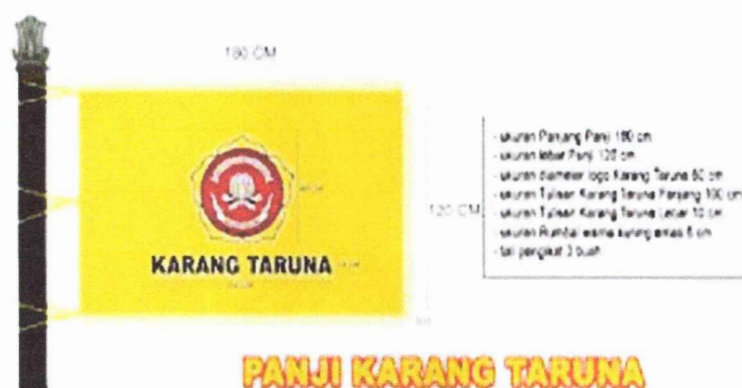 180 CM
KARANG TARUNA
120 CM
- ukuran Panjang Panji 180 cm
- ukuran lebar Panji 120 cm
- ukuran diameter logo Karang Taruna 60 cm
- ukuran Tulisan Karang Taruna Panjang 100 cm
- ukuran Tulisan Karang Taruna Lebar 10 cm
- ukuran Rumbai warna kuning emas 6 cm
- tali pengikat 3 buah
PANJI KARANG TARUNA